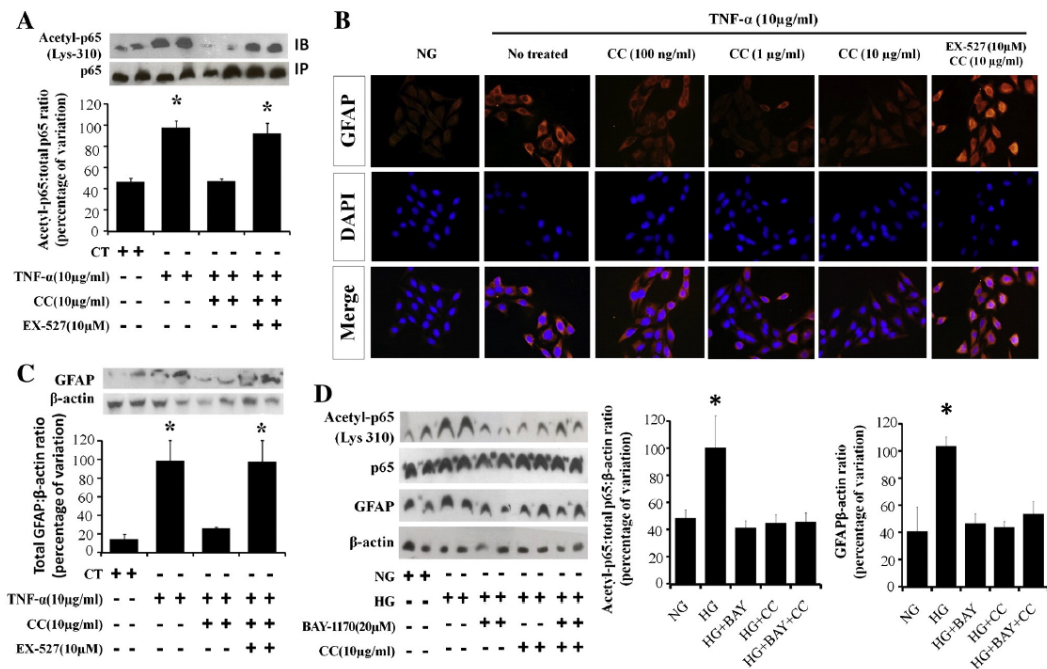 A
Acetyl-p65
(Lys-310)
IB
p65
IP
Acetyl-p65:total p65 ratio
(percentage of variation)
120
100
80
60
40
20
0
*
*
CT + + - - - - - -
TNF-α(10µg/ml) - - + + + + + +
CC(10µg/ml) - - - - + + + +
EX-527(10µM) - - - - - - + +
B
TNF-α (10µg/ml)
NG
No treated
CC (100 ng/ml)
CC (1 µg/ml)
CC (10 µg/ml)
EX-527 (10µM)
CC (10 µg/ml)
GFAP
DAPI
Merge
C
GFAP
β-actin
Total GFAP:β-actin ratio
(percentage of variation)
120
100
80
60
40
20
0
*
*
CT + + - - - - - -
TNF-α(10µg/ml) - - + + + + + +
CC(10µg/ml) - - - - + + + +
EX-527(10µM) - - - - - - + +
D
Acetyl-p65
(Lys 310)
p65
GFAP
β-actin
NG + + - - - - - - - -
HG - - + + + + + + + +
BAY-1170(20µM) - - - - + + - - + +
CC(10µg/ml) - - - - - - + + + +
Acetyl-p65:total p65:β-actin ratio
(percentage of variation)
120
100
80
60
40
20
0
*
NG
HG
HG+BAY
HG+CC
HG+BAY+CC
GFAPβ-actin ratio
(percentage of variation)
120
100
80
60
40
20
0
*
NG
HG
HG+BAY
HG+CC
HG+BAY+CC